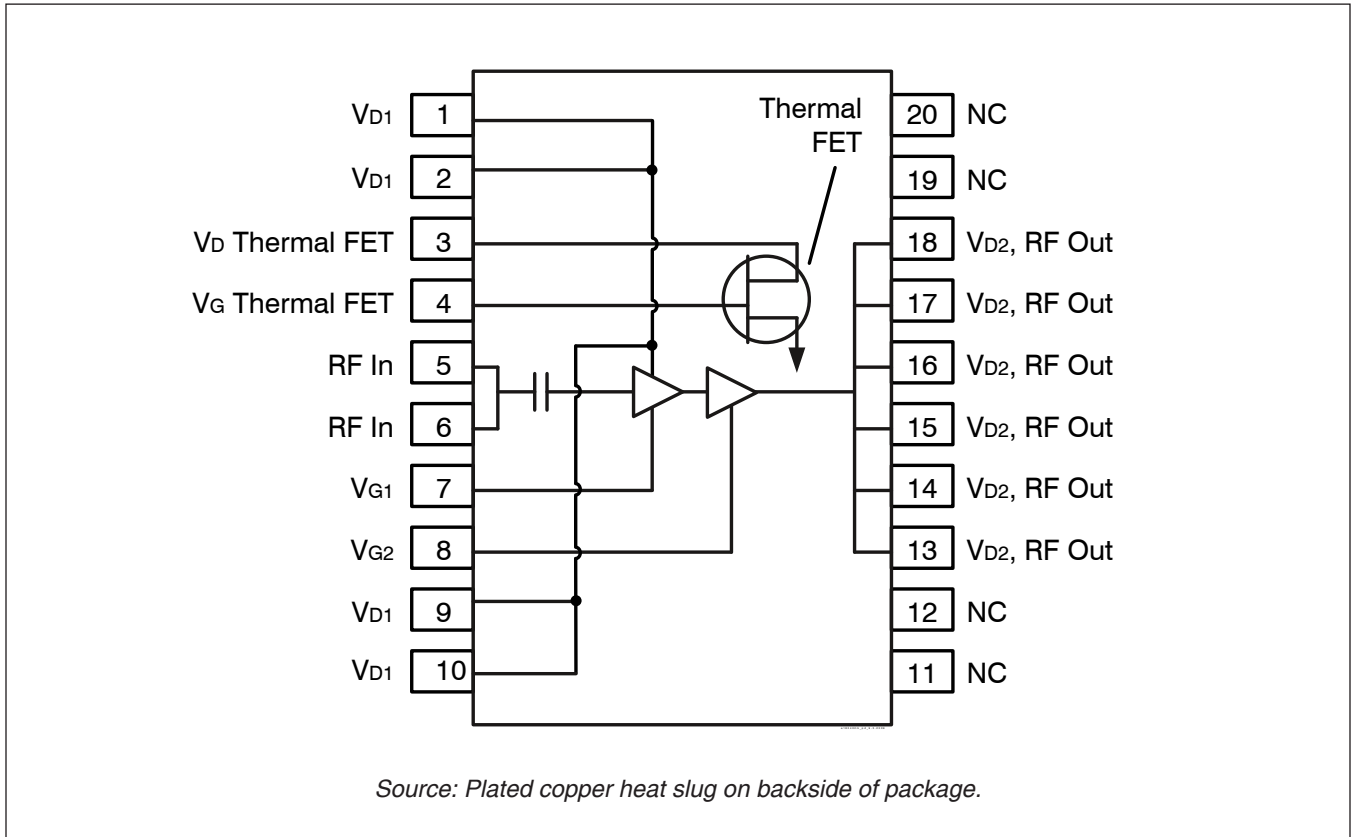 VD1 1
VD1 2
VD Thermal FET 3
VG Thermal FET 4
RF In 5
RF In 6
VG1 7
VG2 8
VD1 9
VD1 10
Thermal
FET
20 NC
19 NC
18 VD2, RF Out
17 VD2, RF Out
16 VD2, RF Out
15 VD2, RF Out
14 VD2, RF Out
13 VD2, RF Out
12 NC
11 NC
Source: Plated copper heat slug on backside of package.